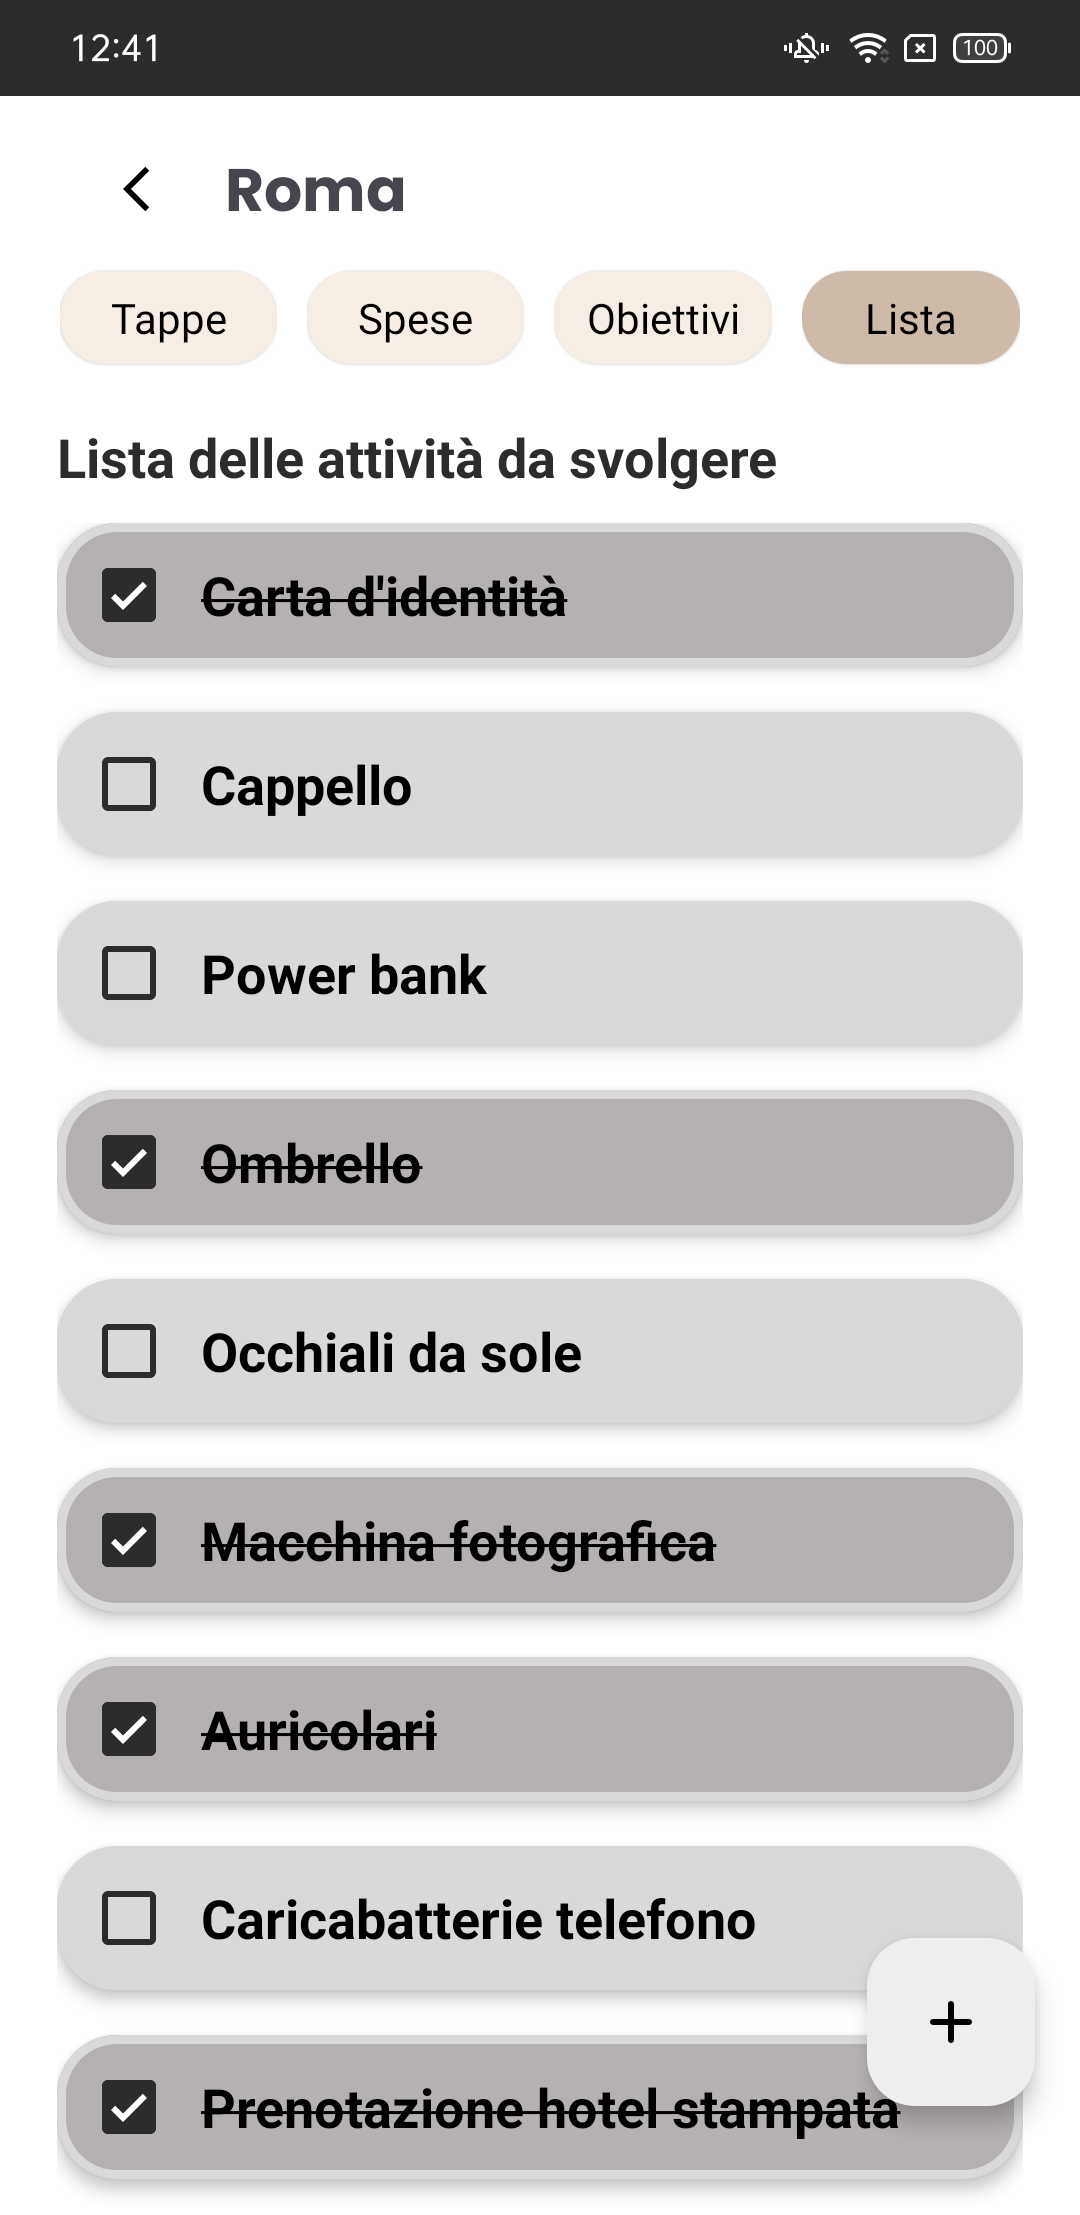 12:41
100
Roma
Tappe
Spese
Obiettivi
Lista
Lista delle attività da svolgere
Carta d'identità
Cappello
Power bank
Ombrello
Occhiali da sole
Macchina fotografica
Auricolari
Caricabatterie telefono
Prenotazione hotel stampata